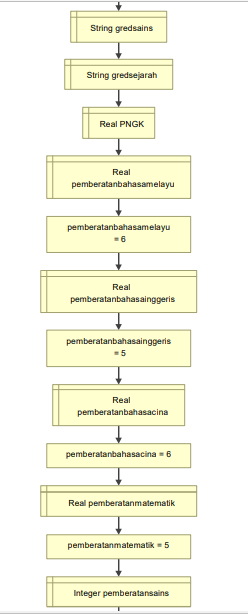 String gredsains
String gredsejarah
Real PNGK
Real
pemberatanbahasamelayu
pemberatanbahasamelayu
= 6
Real
pemberatanbahasainggeris
pemberatanbahasainggeris
= 5
Real
pemberatanbahasacina
pemberatanbahasacina = 6
Real pemberatanmatematik
pemberatanmatematik = 5
Integer pemberatansains